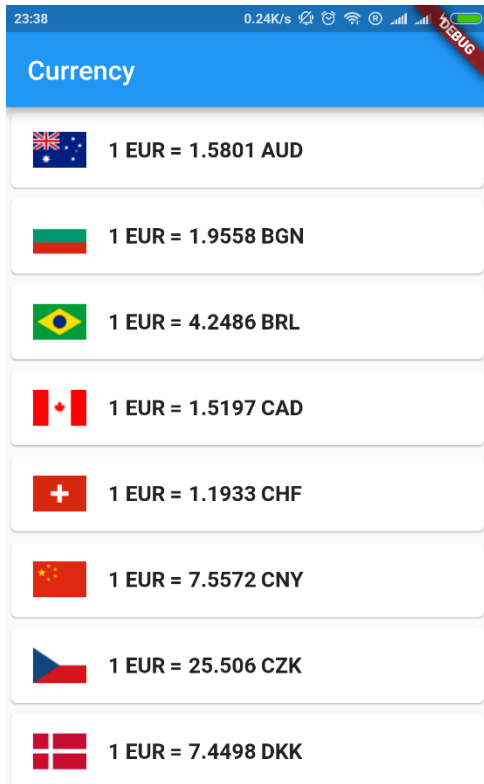 23:38 0.24K/s ®
DEBUG
Currency
1 EUR = 1.5801 AUD
1 EUR = 1.9558 BGN
1 EUR = 4.2486 BRL
1 EUR = 1.5197 CAD
1 EUR = 1.1933 CHF
1 EUR = 7.5572 CNY
1 EUR = 25.506 CZK
1 EUR = 7.4498 DKK